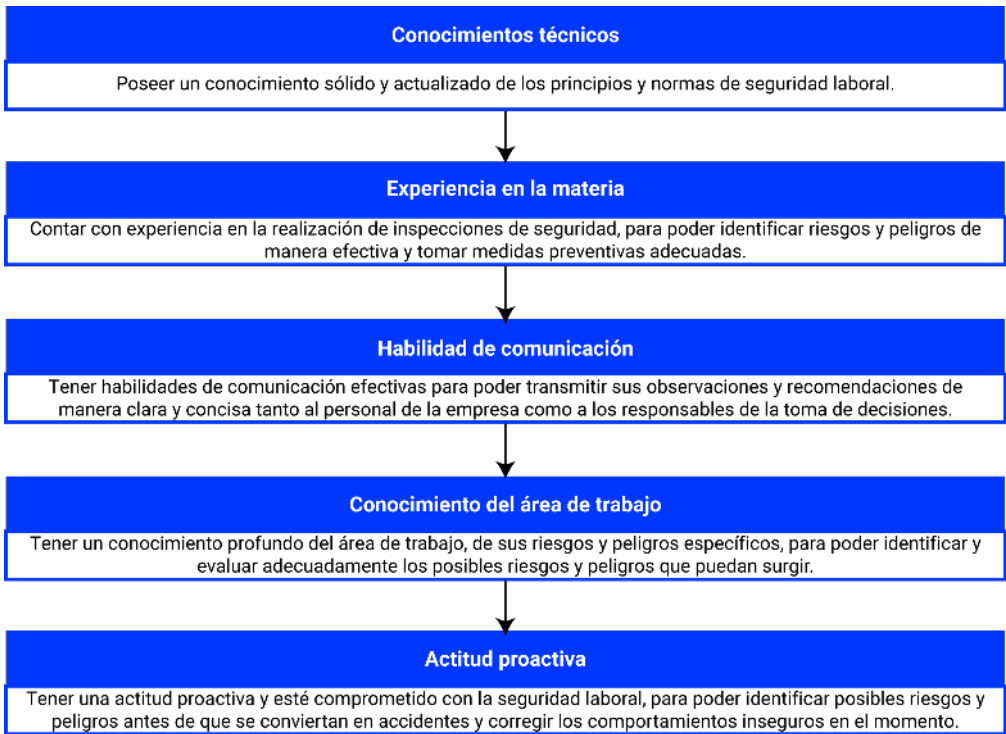 Conocimientos técnicos
Poseer un conocimiento sólido y actualizado de los principios y normas de seguridad laboral.
Experiencia en la materia
Contar con experiencia en la realización de inspecciones de seguridad, para poder identificar riesgos y peligros de
manera efectiva y tomar medidas preventivas adecuadas.
Habilidad de comunicación
Tener habilidades de comunicación efectivas para poder transmitir sus observaciones y recomendaciones de
manera clara y concisa tanto al personal de la empresa como a los responsables de la toma de decisiones.
Conocimiento del área de trabajo
Tener un conocimiento profundo del área de trabajo, de sus riesgos y peligros específicos, para poder identificar y
evaluar adecuadamente los posibles riesgos y peligros que puedan surgir.
Actitud proactiva
Tener una actitud proactiva y esté comprometido con la seguridad laboral, para poder identificar posibles riesgos y
peligros antes de que se conviertan en accidentes y corregir los comportamientos inseguros en el momento.